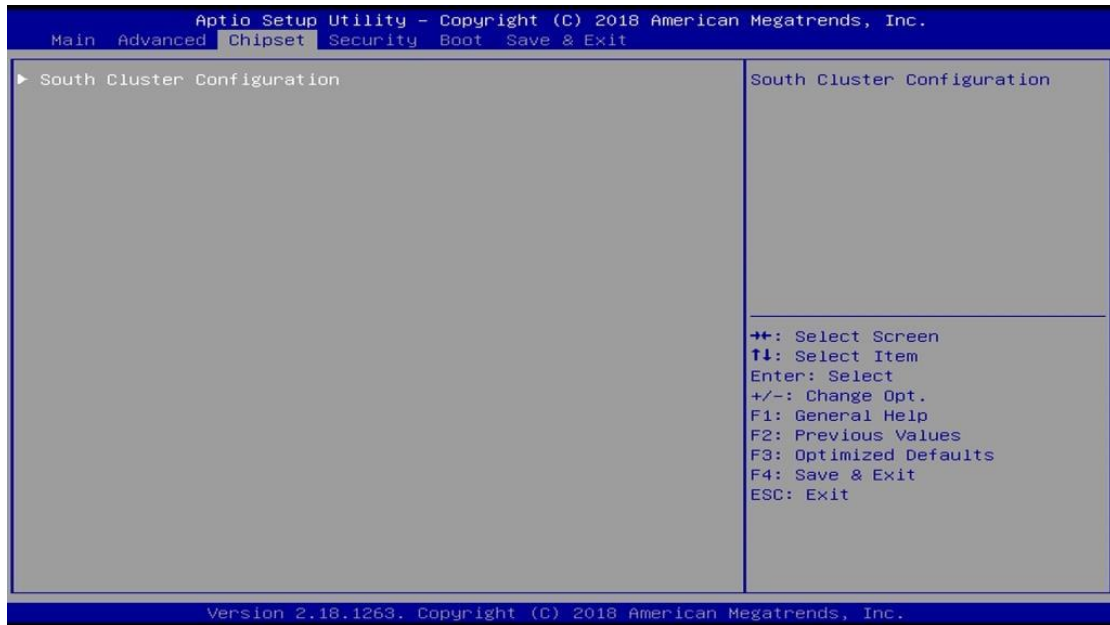 Aptio Setup Utility – Copyright (C) 2018 American Megatrends, Inc.
Main Advanced Chipset Security Boot Save & Exit
▶ South Cluster Configuration
South Cluster Configuration
→←: Select Screen
↑↓: Select Item
Enter: Select
+/-: Change Opt.
F1: General Help
F2: Previous Values
F3: Optimized Defaults
F4: Save & Exit
ESC: Exit
Version 2.18.1263. Copyright (C) 2018 American Megatrends, Inc.